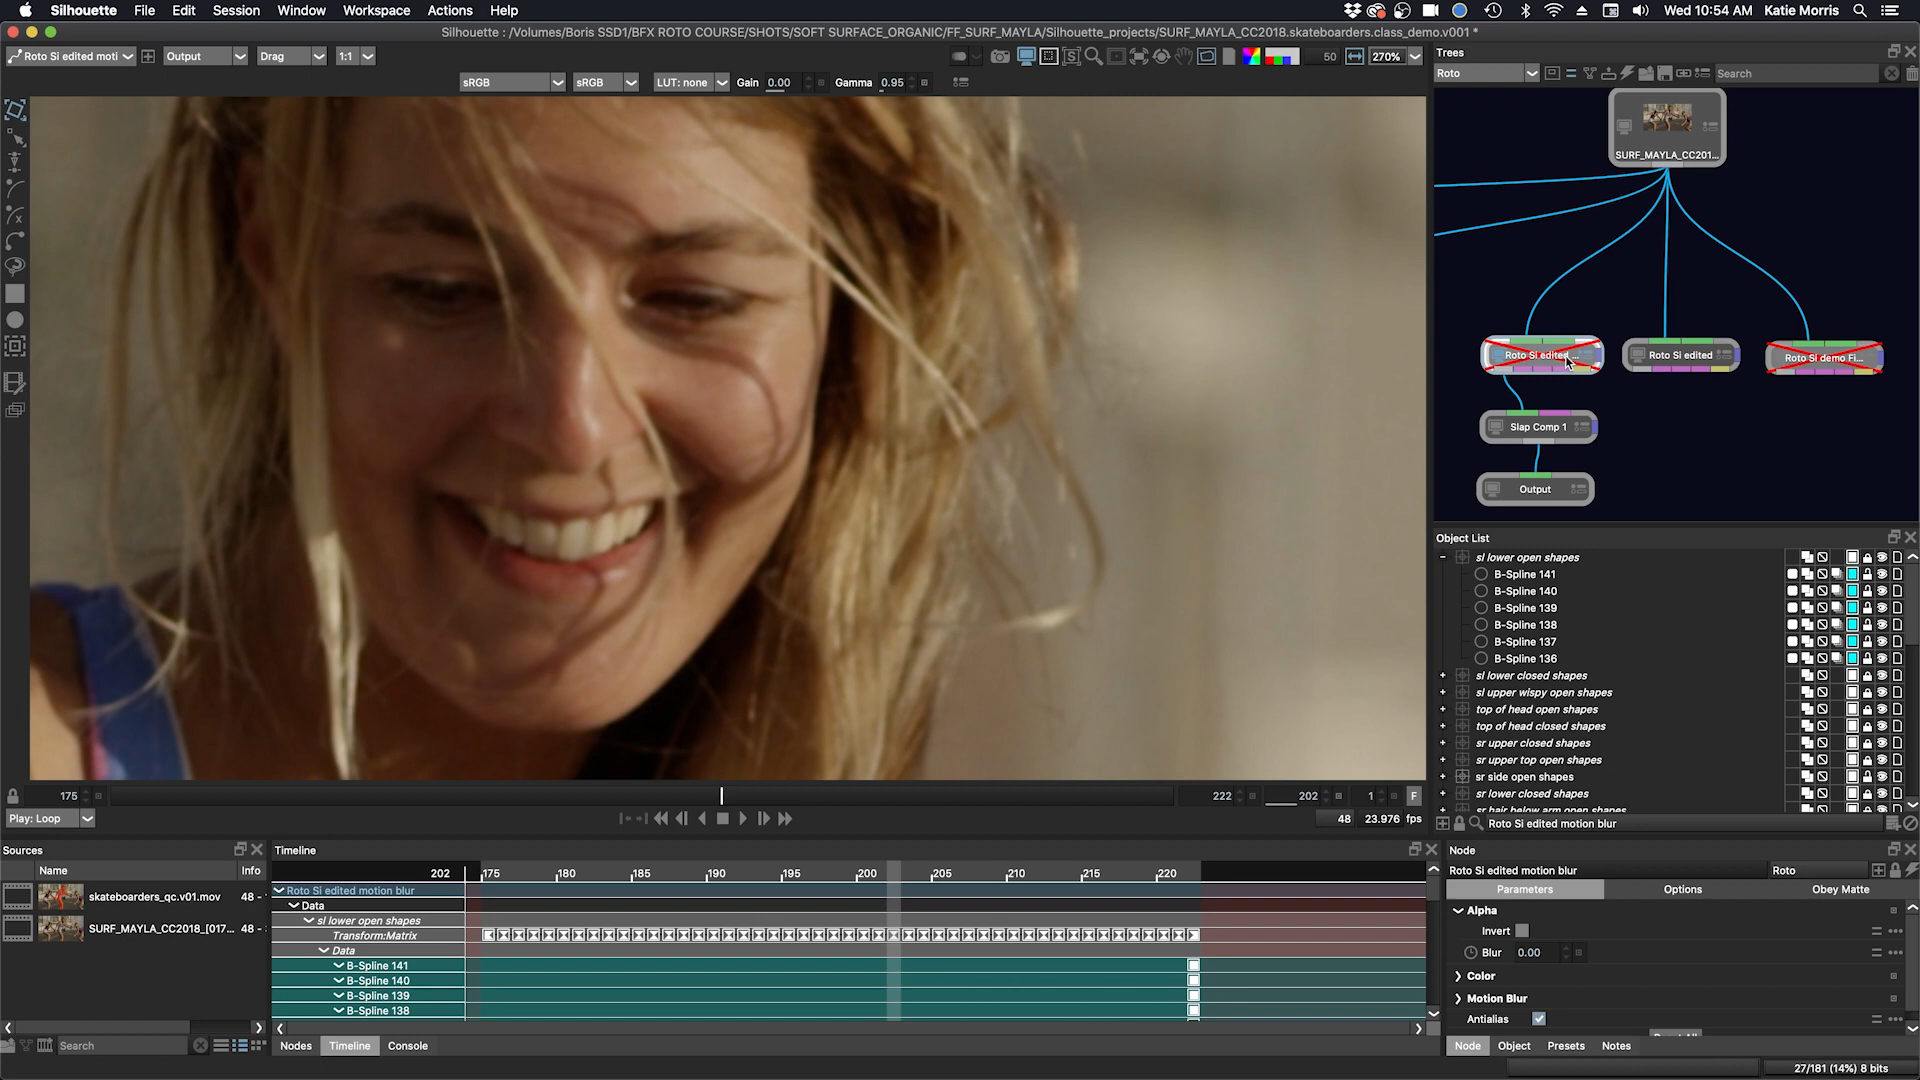 Silhouette File Edit Session Window Workspace Actions Help Wed 10:54 AM Katie Morris
Silhouette : /Volumes/Boris SSD1/BFX ROTO COURSE/SHOTS/SOFT SURFACE_ORGANIC/FF_SURF_MAYLA/Silhouette_projects/SURF_MAYLA_CC2018.skateboarders.class_demo.v001 *
Roto Si edited moti Output Drag 1:1 50 270%
sRGB sRGB LUT: none Gain 0.00 Gamma 0.95
Trees
Roto Search
SURF_MAYLA_CC201...
Roto Si edited ... Roto Si edited Roto Si demo Fi...
Slap Comp 1
Output
Object List
sl lower open shapes
B-Spline 141
B-Spline 140
B-Spline 139
B-Spline 138
B-Spline 137
B-Spline 136
sl lower closed shapes
sl upper wispy open shapes
top of head open shapes
top of head closed shapes
sr upper closed shapes
sr upper top open shapes
sr side open shapes
sr lower closed shapes
sr hair below arm open shapes
Roto Si edited motion blur
175 222 202 1 F
Play: Loop 48 23.976 fps
Sources
Name Info
skateboarders_qc.v01.mov 48 -
SURF_MAYLA_CC2018_[017... 48 -
Search
Timeline
202 175 180 185 190 195 200 205 210 215 220
Roto Si edited motion blur
Data
sl lower open shapes
Transform:Matrix
Data
B-Spline 141
B-Spline 140
B-Spline 139
B-Spline 138
Nodes Timeline Console
Node
Roto Si edited motion blur Roto
Parameters Options Obey Matte
Alpha
Invert
Blur 0.00
Color
Motion Blur
Antialias
Node Object Presets Notes
27/181 (14%) 8 bits